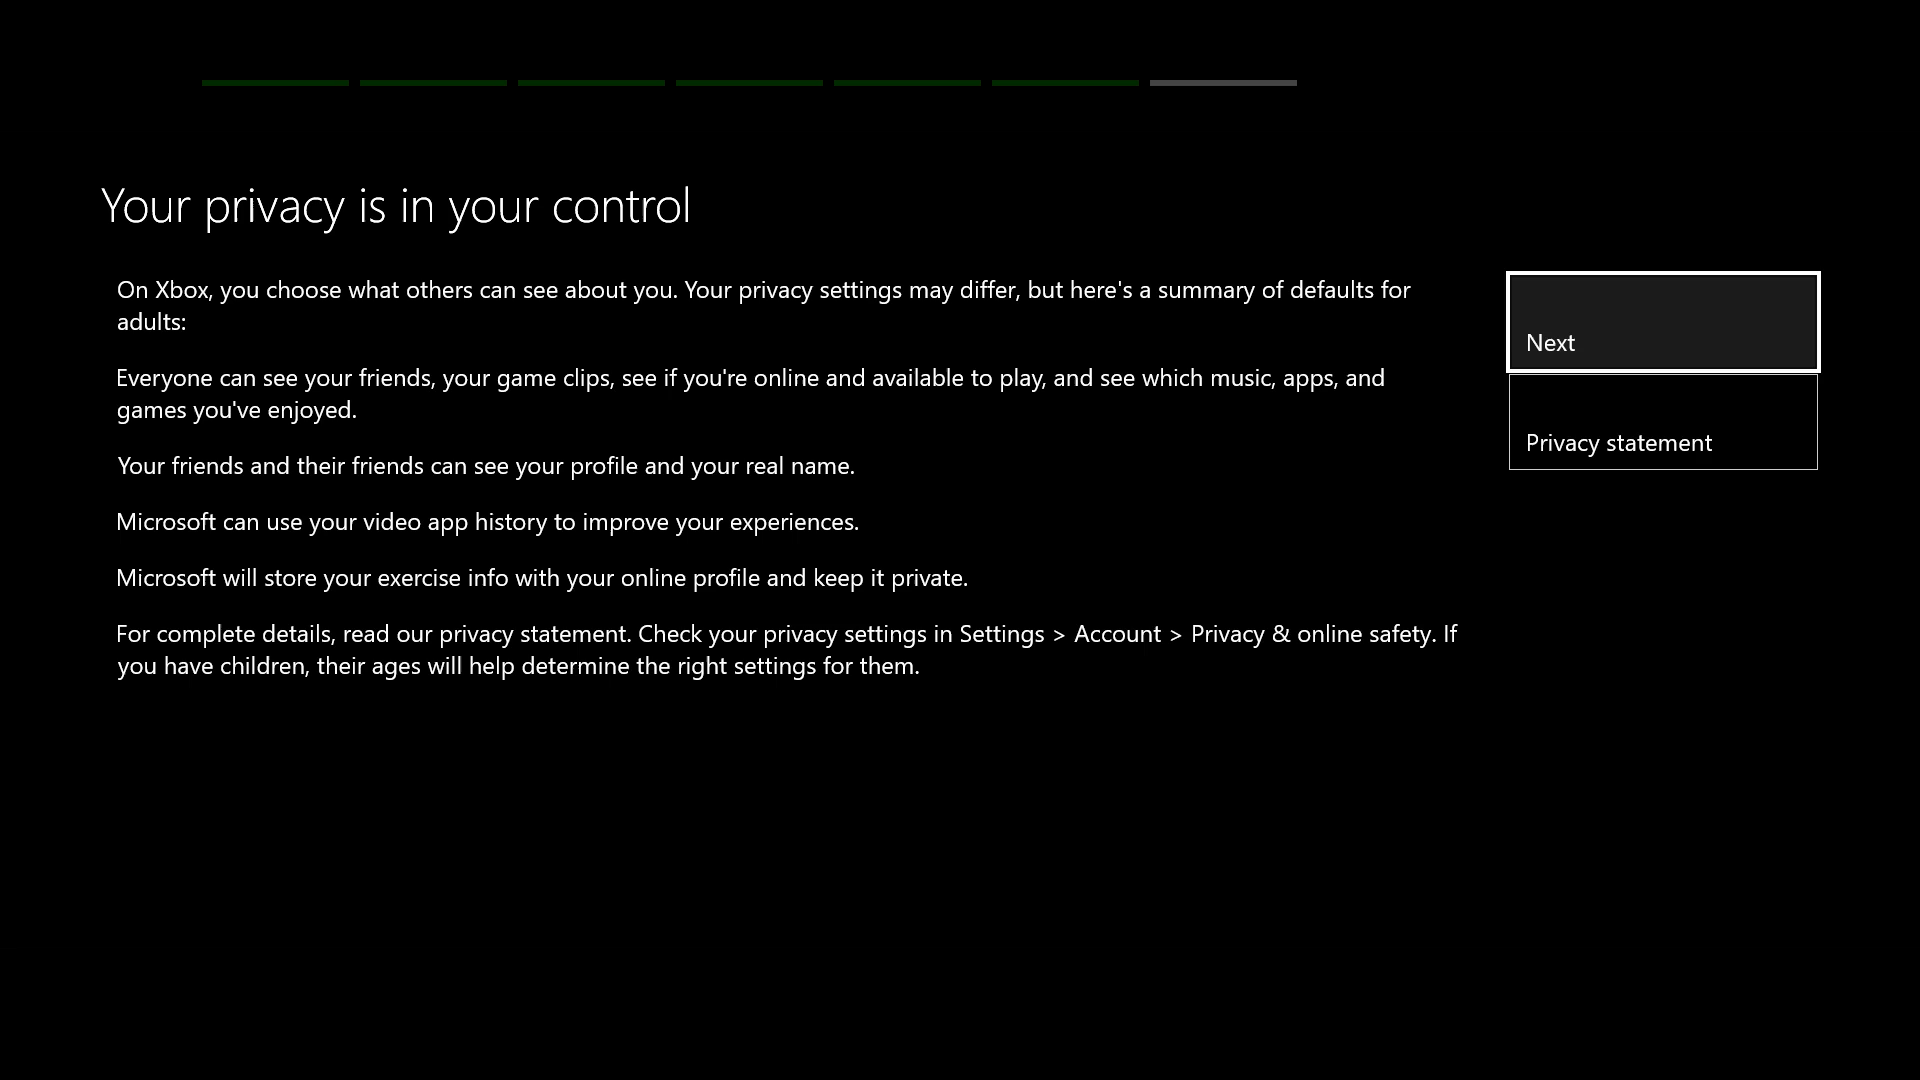 Your privacy is in your control
On Xbox, you choose what others can see about you. Your privacy settings may differ, but here's a summary of defaults for
adults:
Everyone can see your friends, your game clips, see if you're online and available to play, and see which music, apps, and
games you've enjoyed.
Your friends and their friends can see your profile and your real name.
Microsoft can use your video app history to improve your experiences.
Microsoft will store your exercise info with your online profile and keep it private.
For complete details, read our privacy statement. Check your privacy settings in Settings > Account > Privacy & online safety. If
you have children, their ages will help determine the right settings for them.
Next
Privacy statement